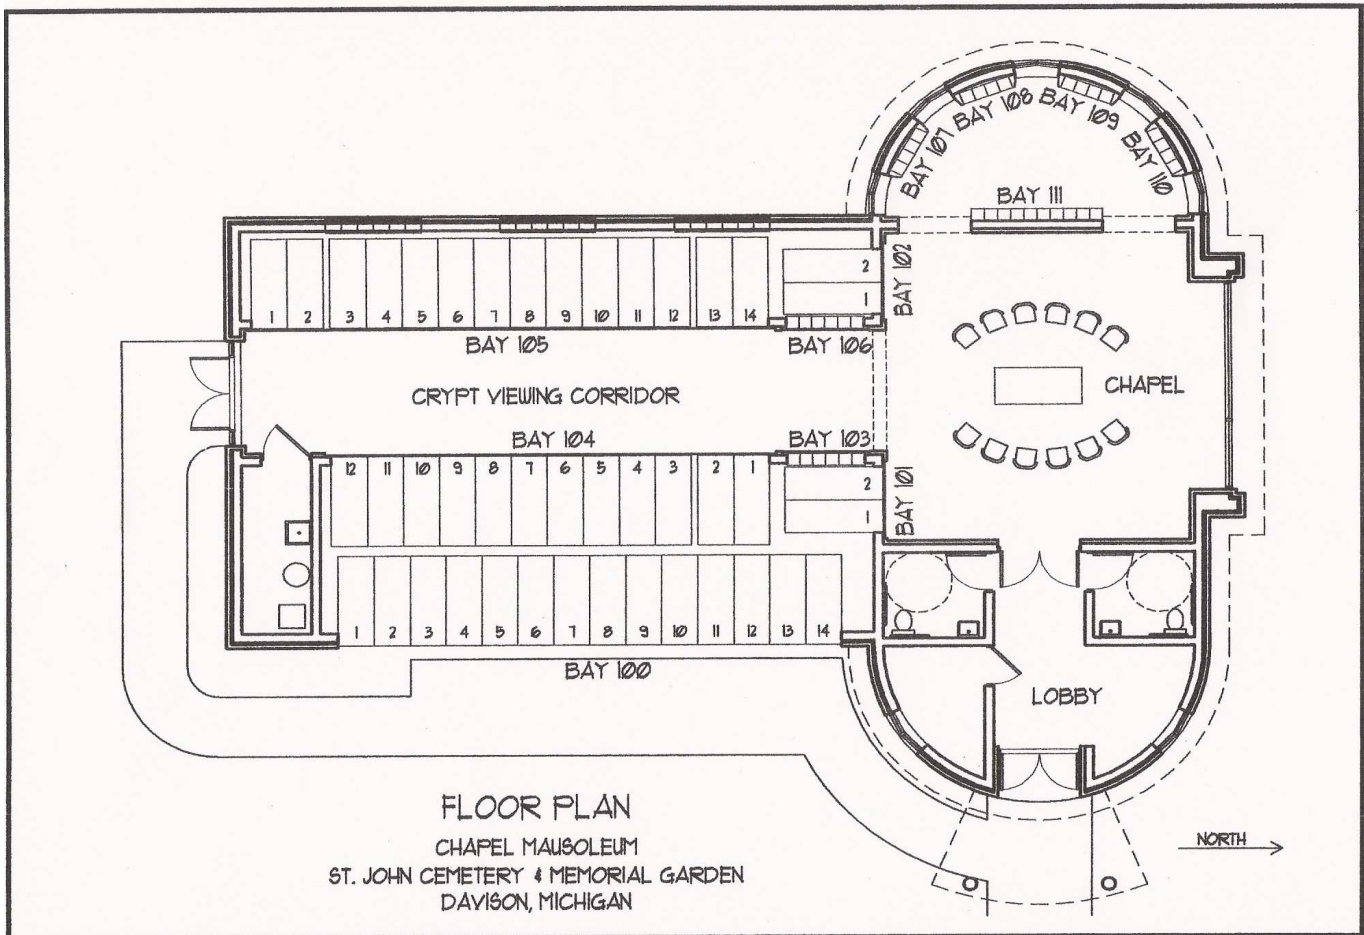 BAY 107
BAY 108
BAY 109
BAY 110
BAY 111
BAY 102
2
1
1 2 3 4 5 6 7 8 9 10 11 12 13 14
BAY 105
BAY 106
CRYPT VIEWING CORRIDOR
CHAPEL
BAY 104
BAY 103
12 11 10 9 8 7 6 5 4 3 2 1
2
1
BAY 101
1 2 3 4 5 6 7 8 9 10 11 12 13 14
BAY 100
LOBBY
FLOOR PLAN
CHAPEL MAUSOLEUM
ST. JOHN CEMETERY & MEMORIAL GARDEN
DAVISON, MICHIGAN
NORTH